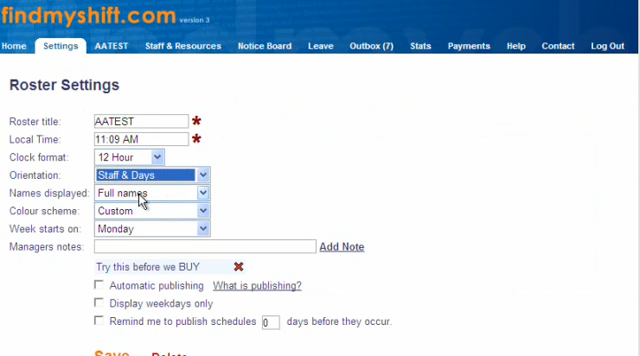 findmyshift.com version 3
Home Settings AATEST Staff & Resources Notice Board Leave Outbox (7) Stats Payments Help Contact Log Out
Roster Settings
Roster title: AATEST *
Local Time: 11:09 AM *
Clock format: 12 Hour
Orientation: Staff & Days
Names displayed: Full names
Colour scheme: Custom
Week starts on: Monday
Managers notes: Add Note
Try this before we BUY
Automatic publishing What is publishing?
Display weekdays only
Remind me to publish schedules 0 days before they occur.
Save Delete